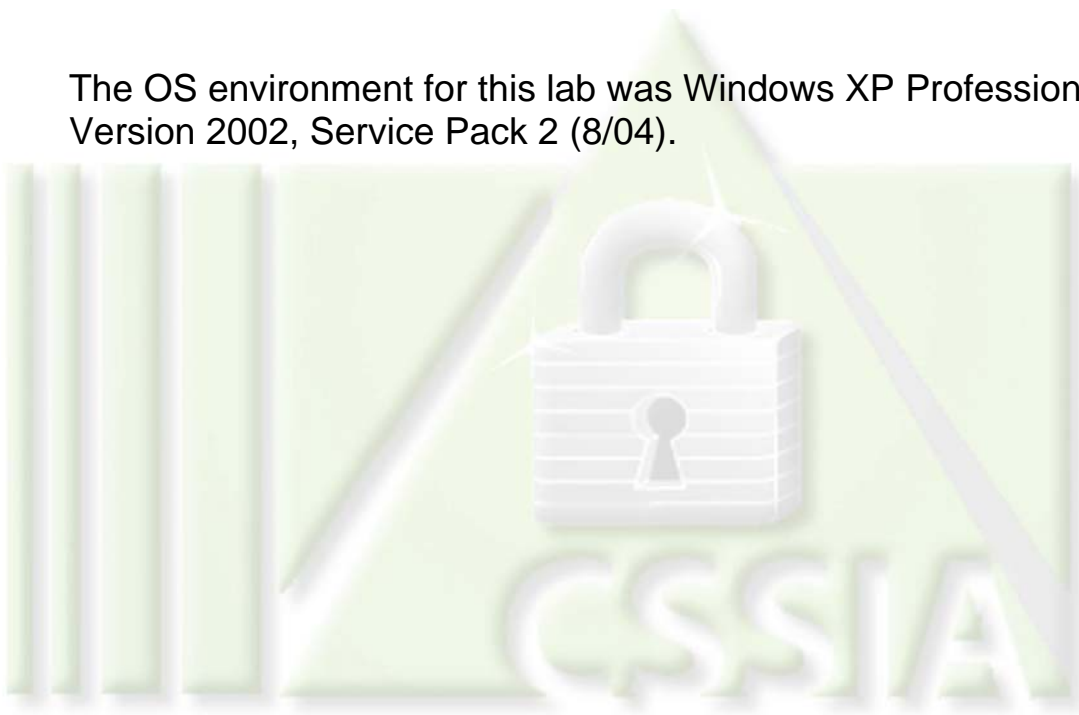 The OS environment for this lab was Windows XP Profession
Version 2002, Service Pack 2 (8/04).
CSSIA